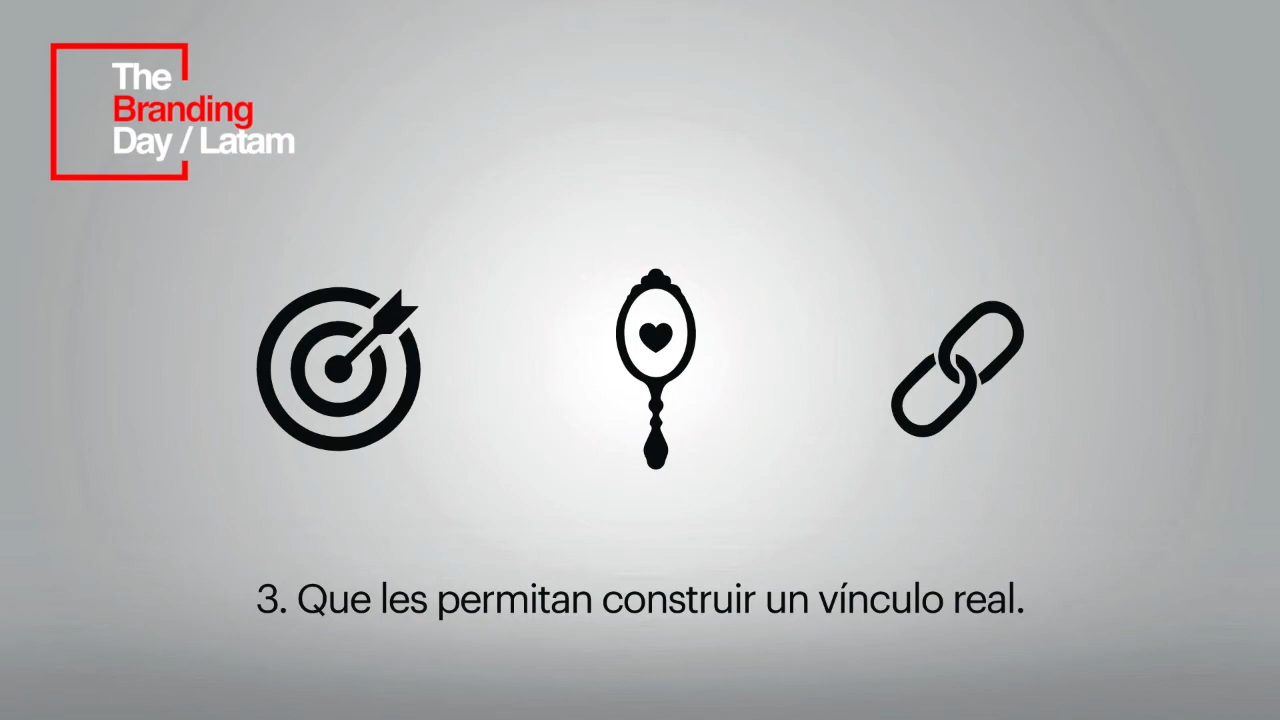 The
Branding
Day / Latam
3. Que les permitan construir un vínculo real.